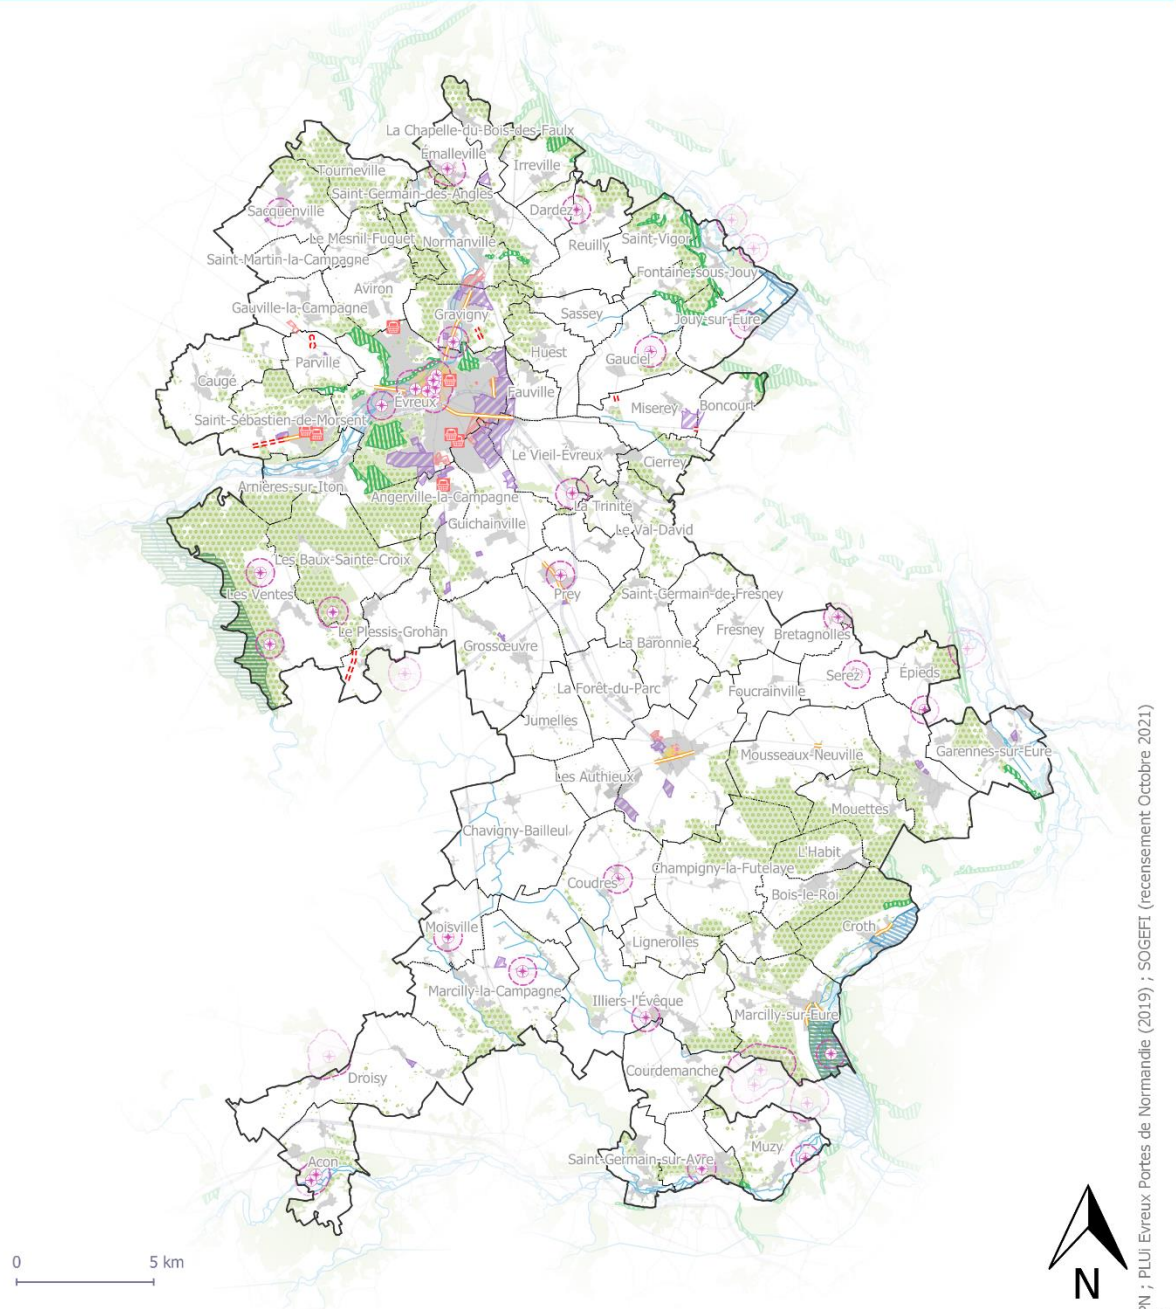 La Chapelle-du-Bois-des-Faulx
Émalleville
Irreville
Tourneville
Saint-Germain-des-Angles
Sacquenville
Dardez
Le Mesnil-Fuguet
Normanville
Reuilly
Saint-Vigor
Saint-Martin-la-Campagne
Fontaine-sous-Jouy
Aviron
Gauville-la-Campagne
Gravigny
Sassey
Jouy-sur-Eure
Huest
Gauciel
Parville
Caugé
Fauville
Évreux
Miserey
Boncourt
Saint-Sébastien-de-Morsent
Le Vieil-Évreux
Cierrey
Arnières-sur-Iton
Angerville-la-Campagne
La Trinité
Guichainville
Le Val-David
Les Baux-Sainte-Croix
Les Ventes
Prey
Saint-Germain-de-Fresney
Le Plessis-Grohan
Fresney
Bretagnolles
Grossœuvre
La Baronnie
Serez
Épieds
La Forêt-du-Parc
Foucrainville
Jumelles
Mousseaux-Neuville
Garennes-sur-Eure
Les Authieux
Mouettes
Chavigny-Bailleul
L'Habit
Champigny-la-Futelaye
Coudres
Bois-le-Roi
Moisville
Croth
Lignerolles
Marcilly-la-Campagne
Illiers-l'Évêque
Marcilly-sur-Eure
Courdemanche
Droisy
Muzy
Saint-Germain-sur-Avre
Acon
0 5 km
N
PN ; PLUi Evreux Portes de Normandie (2019) ; SOGEFI (recensement Octobre 2021)